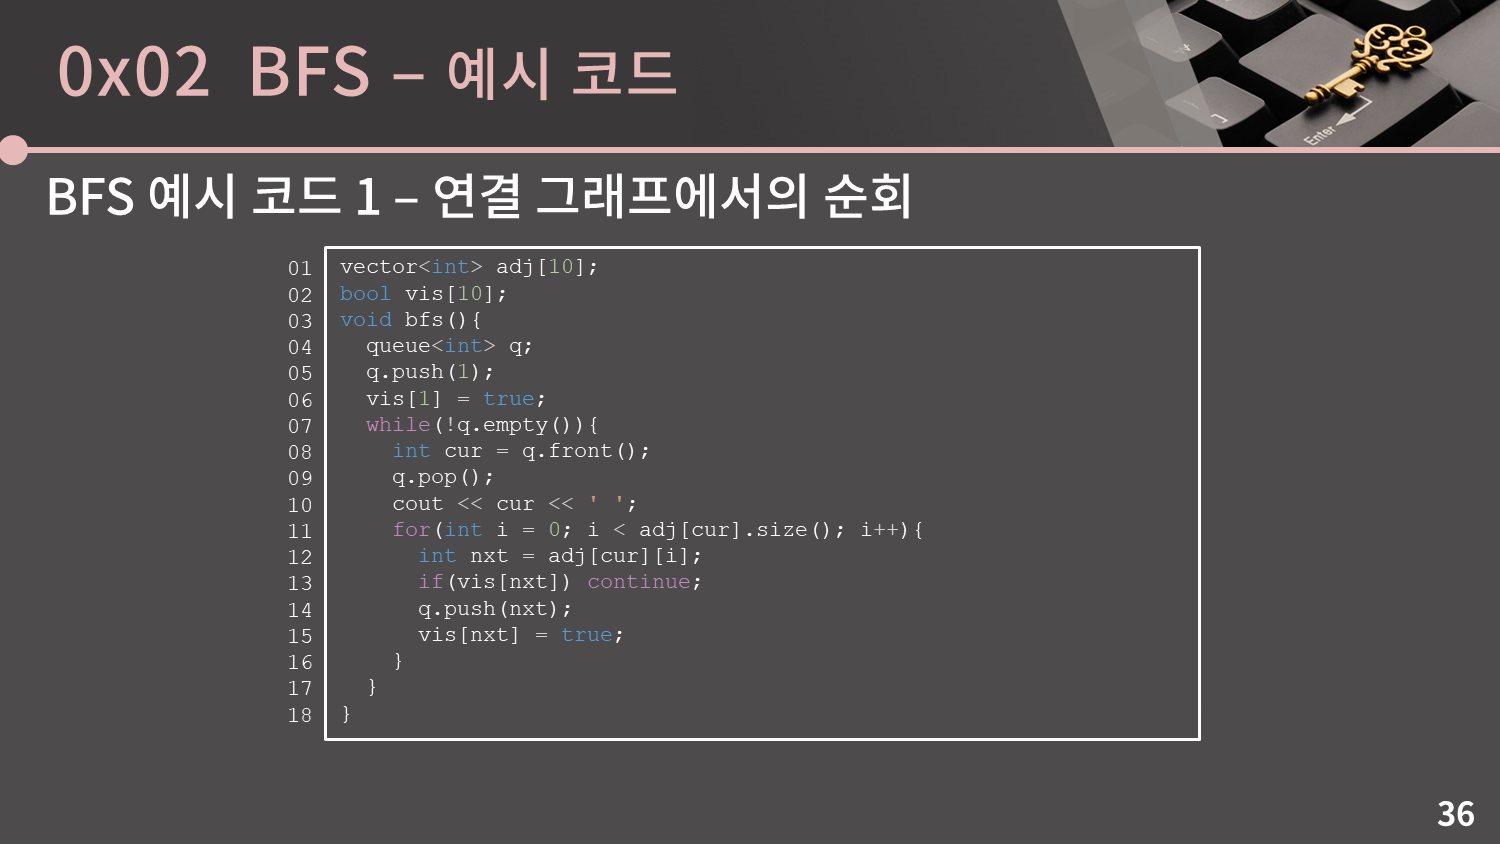 0x02 BFS – 예시 코드
Enter
BFS 예시 코드 1 – 연결 그래프에서의 순회
01 vector<int> adj[10];
02 bool vis[10];
03 void bfs(){
04   queue<int> q;
05   q.push(1);
06   vis[1] = true;
07   while(!q.empty()){
08     int cur = q.front();
09     q.pop();
10     cout << cur << ' ';
11     for(int i = 0; i < adj[cur].size(); i++){
12       int nxt = adj[cur][i];
13       if(vis[nxt]) continue;
14       q.push(nxt);
15       vis[nxt] = true;
16     }
17   }
18 }
36